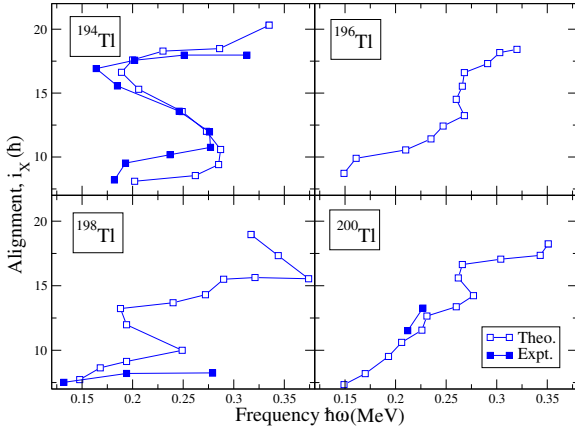 20
15
10
194Tl
196Tl
20
15
10
198Tl
200Tl
Theo.
Expt.
0.15 0.2 0.25 0.3 0.35 0.15 0.2 0.25 0.3 0.35
Alignment, iX(ħ)
Frequency ħω(MeV)